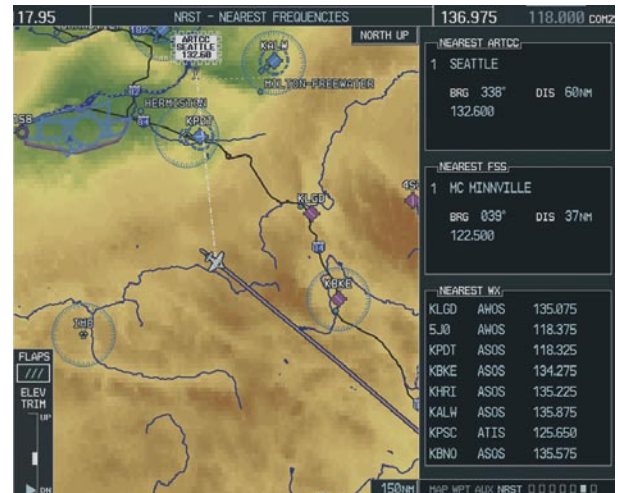 17.95
NRST - NEAREST FREQUENCIES
136.975
118.000 COM2
NORTH UP
ARTCC
SEATTLE
132.60
KALW
MILTON-FREEWATER
HERMISTON
KPDT
84
KLGD
84
KBKE
IMB
FLAPS
ELEV
TRIM
UP
DN
150NM
NEAREST ARTCC
1 SEATTLE
BRG 338° DIS 60NM
132.600
NEAREST FSS
1 MC MINNVILLE
BRG 039° DIS 37NM
122.500
NEAREST WX
KLGD AWOS 135.075
5J0 AWOS 118.375
KPDT ASOS 118.325
KBKE ASOS 134.275
KHRI ASOS 135.225
KALW ASOS 135.875
KPSC ATIS 125.650
KBNO ASOS 135.575
MAP WPT AUX NRST